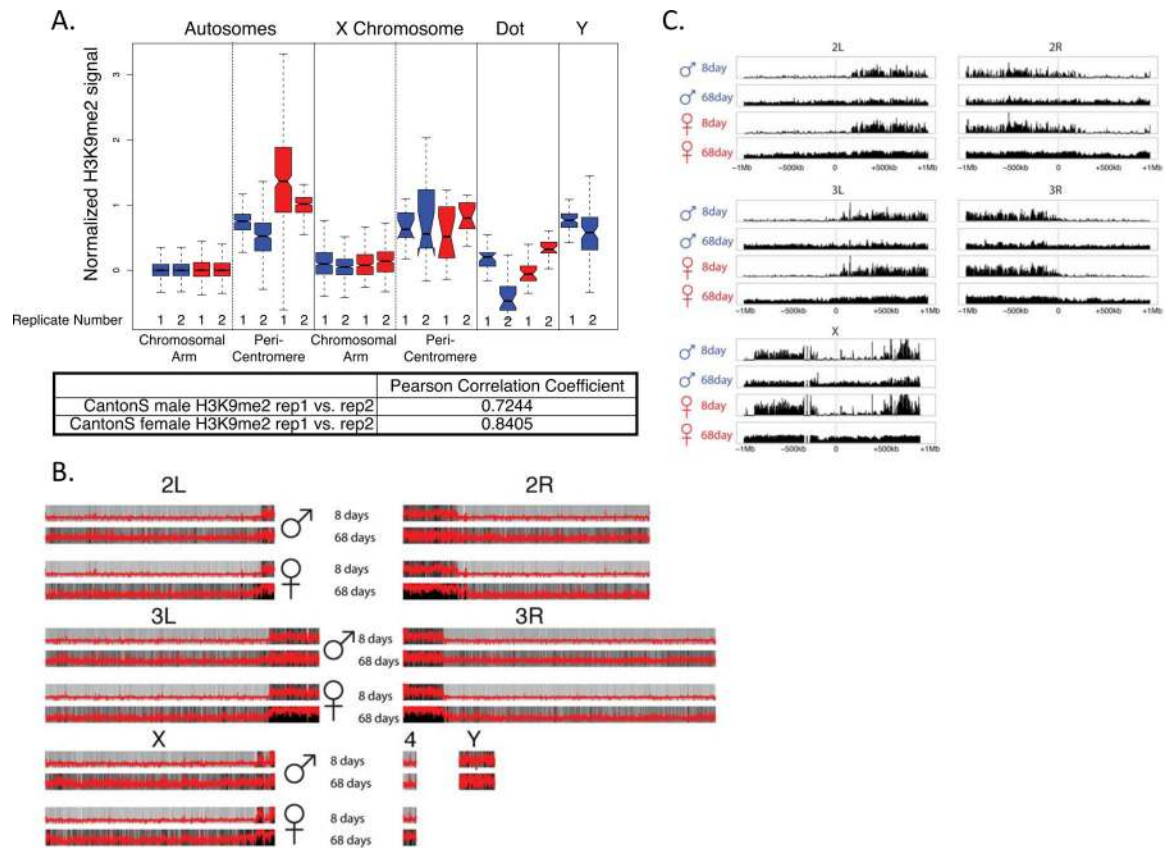 A.
Autosomes X Chromosome Dot Y
Normalized H3K9me2 signal
3
2
1
0
Replicate Number 1 2 1 2 1 2 1 2 1 2 1 2 1 2 1 2 1 2 1 2 1 2
Chromosomal Arm
Peri-Centromere
Chromosomal Arm
Peri-Centromere
Pearson Correlation Coefficient
CantonS male H3K9me2 rep1 vs. rep2 0.7244
CantonS female H3K9me2 rep1 vs. rep2 0.8405
C.
2L 2R
♂ 8day
♂ 68day
♀ 8day
♀ 68day
-1Mb -500kb 0 +500kb +1Mb -1Mb -500kb 0 +500kb +1Mb
3L 3R
♂ 8day
♂ 68day
♀ 8day
♀ 68day
-1Mb -500kb 0 +500kb +1Mb -1Mb -500kb 0 +500kb +1Mb
X
♂ 8day
♂ 68day
♀ 8day
♀ 68day
-1Mb -500kb 0 +500kb +1Mb
B.
2L 2R
♂ 8 days
68 days
♀ 8 days
68 days
3L 3R
♂ 8 days
68 days
♀ 8 days
68 days
X 4 Y
♂ 8 days
68 days
♀ 8 days
68 days